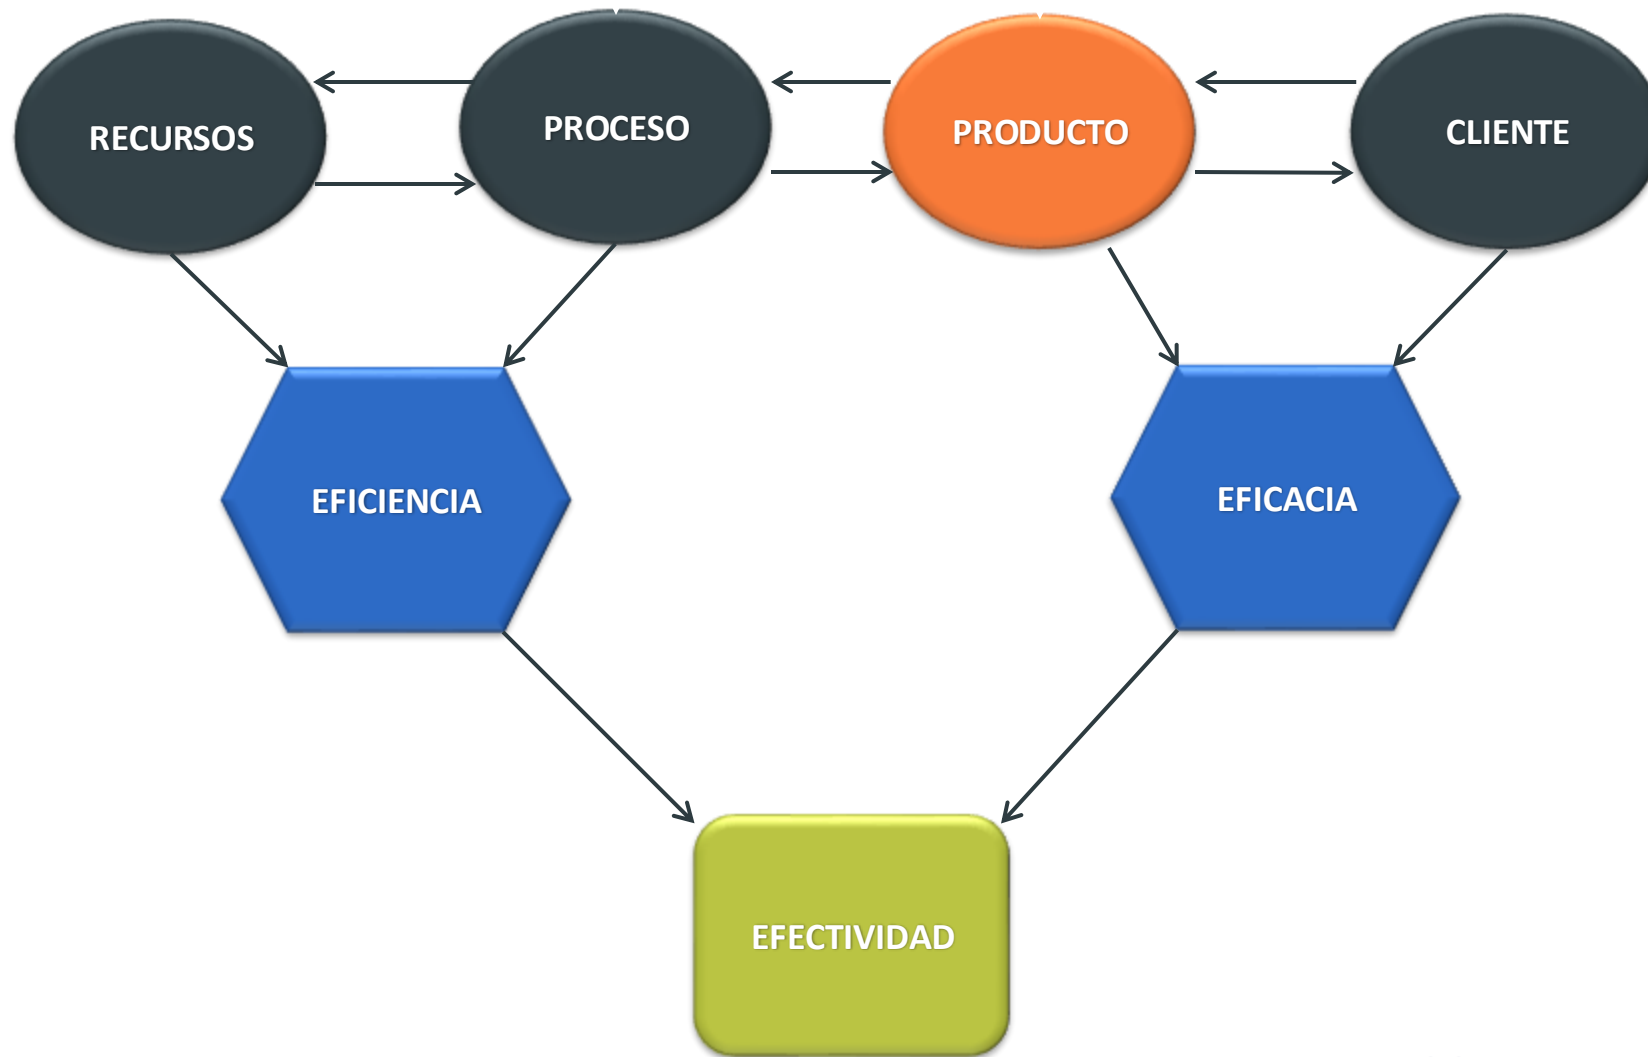 RECURSOS
PROCESO
PRODUCTO
CLIENTE
EFICIENCIA
EFICACIA
EFECTIVIDAD